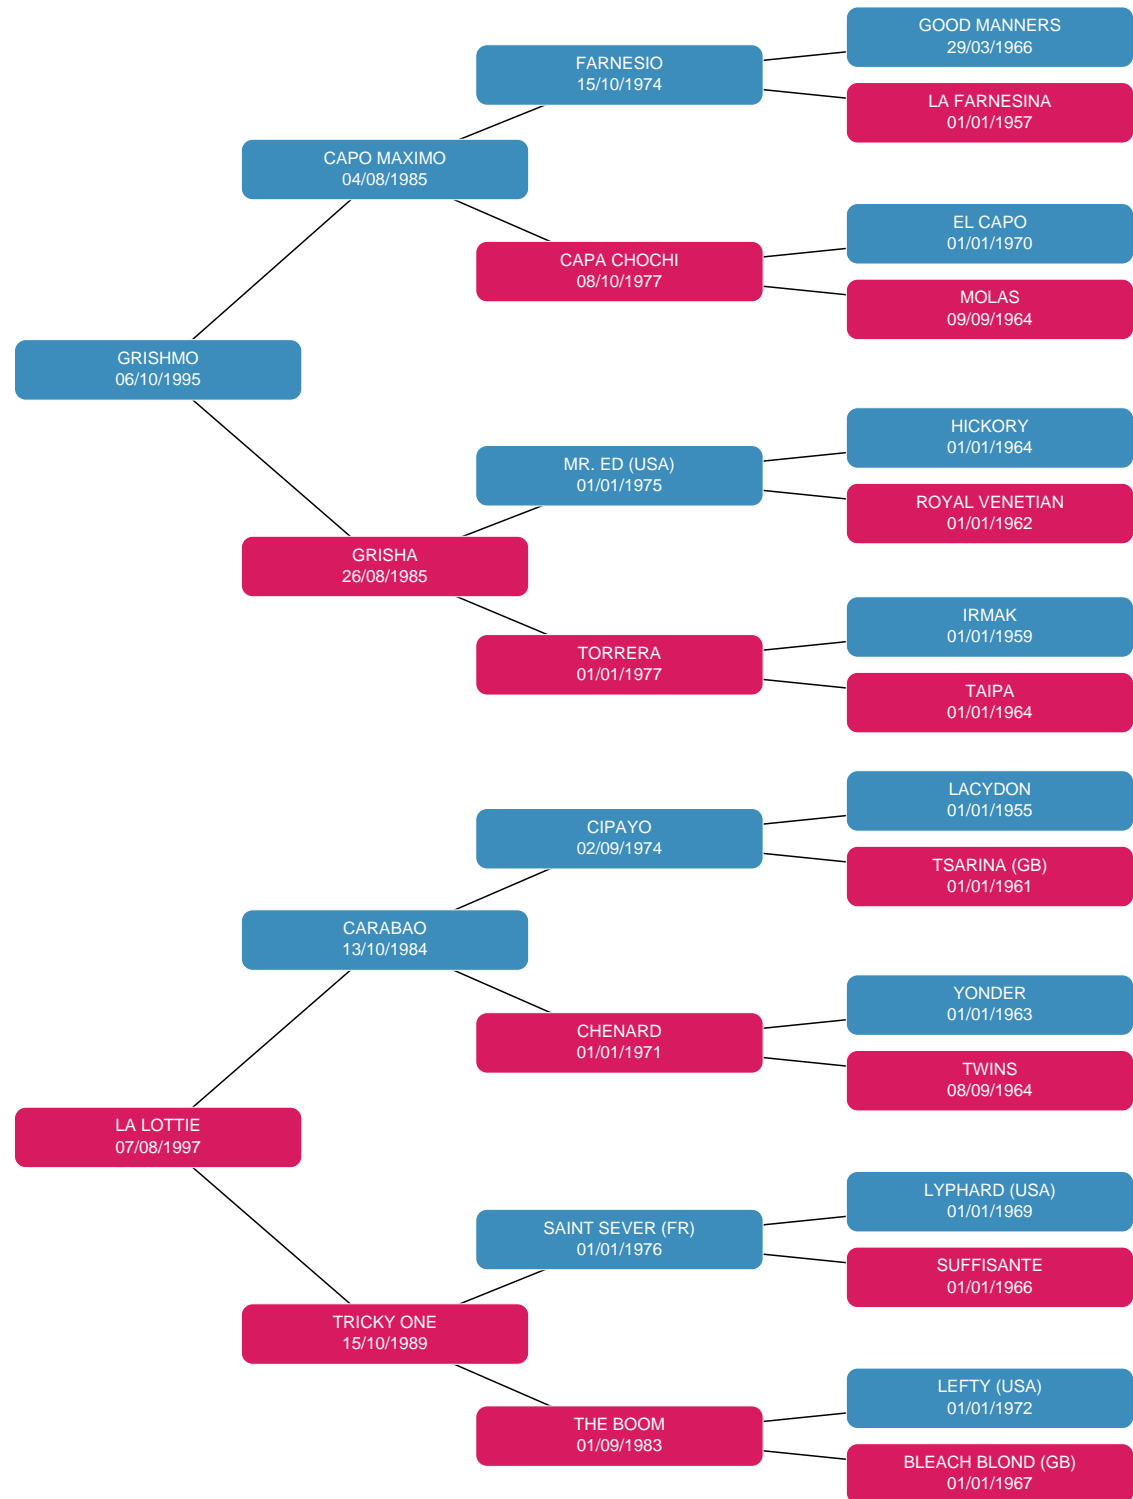 GOOD MANNERS
29/03/1966
FARNESIO
15/10/1974
LA FARNESINA
01/01/1957
CAPO MAXIMO
04/08/1985
EL CAPO
01/01/1970
CAPA CHOCHI
08/10/1977
MOLAS
09/09/1964
GRISHMO
06/10/1995
HICKORY
01/01/1964
MR. ED (USA)
01/01/1975
ROYAL VENETIAN
01/01/1962
GRISHA
26/08/1985
IRMAK
01/01/1959
TORRERA
01/01/1977
TAIPA
01/01/1964
LACYDON
01/01/1955
CIPAYO
02/09/1974
TSARINA (GB)
01/01/1961
CARABAO
13/10/1984
YONDER
01/01/1963
CHENARD
01/01/1971
TWINS
08/09/1964
LA LOTTIE
07/08/1997
LYPHARD (USA)
01/01/1969
SAINT SEVER (FR)
01/01/1976
SUFFISANTE
01/01/1966
TRICKY ONE
15/10/1989
LEFTY (USA)
01/01/1972
THE BOOM
01/09/1983
BLEACH BLOND (GB)
01/01/1967